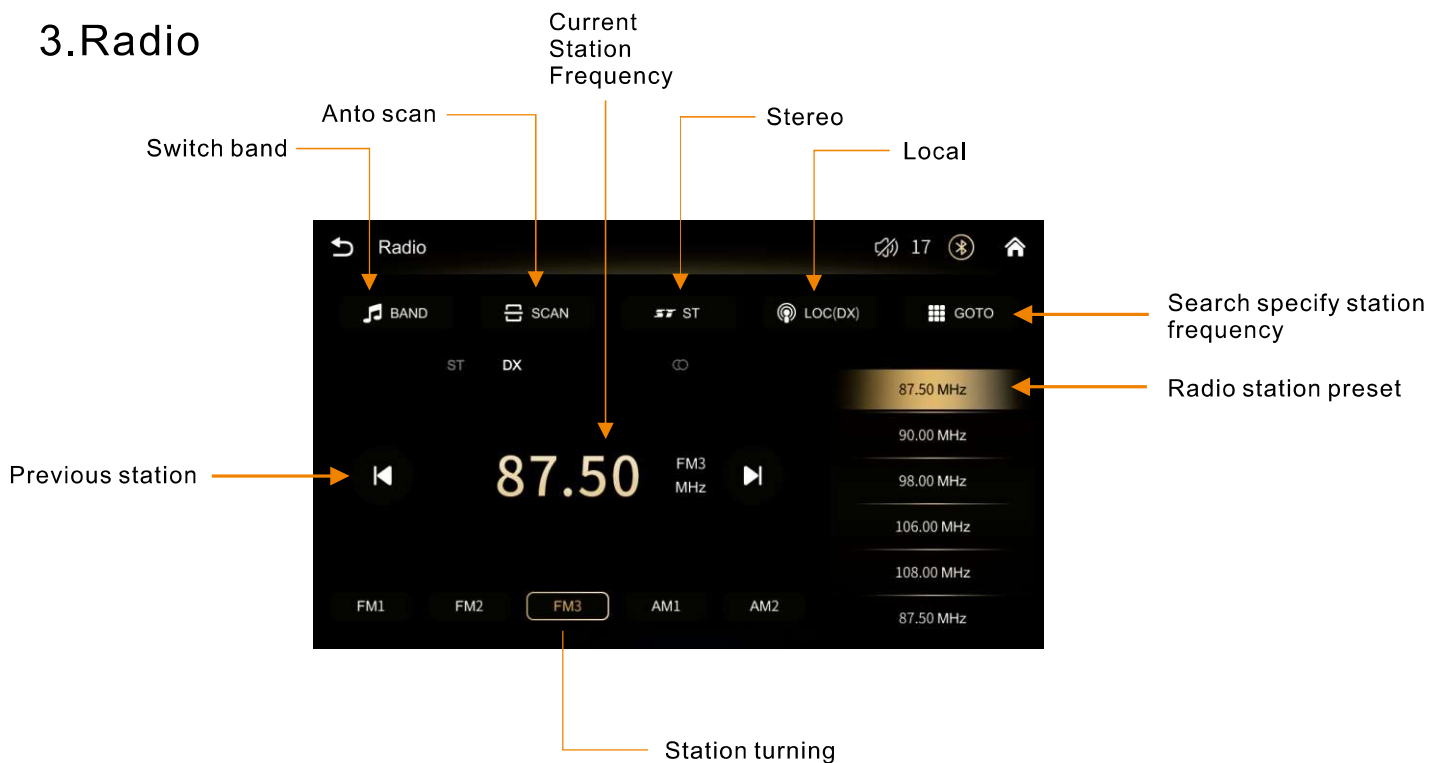 3.Radio
Current
Station
Frequency
Anto scan
Stereo
Switch band
Local
Radio
17
BAND
SCAN
ST ST
LOC(DX)
GOTO
Search specify station
frequency
ST
DX
87.50 MHz
Radio station preset
90.00 MHz
Previous station
87.50
FM3
MHz
98.00 MHz
106.00 MHz
108.00 MHz
FM1
FM2
FM3
AM1
AM2
87.50 MHz
Station turning